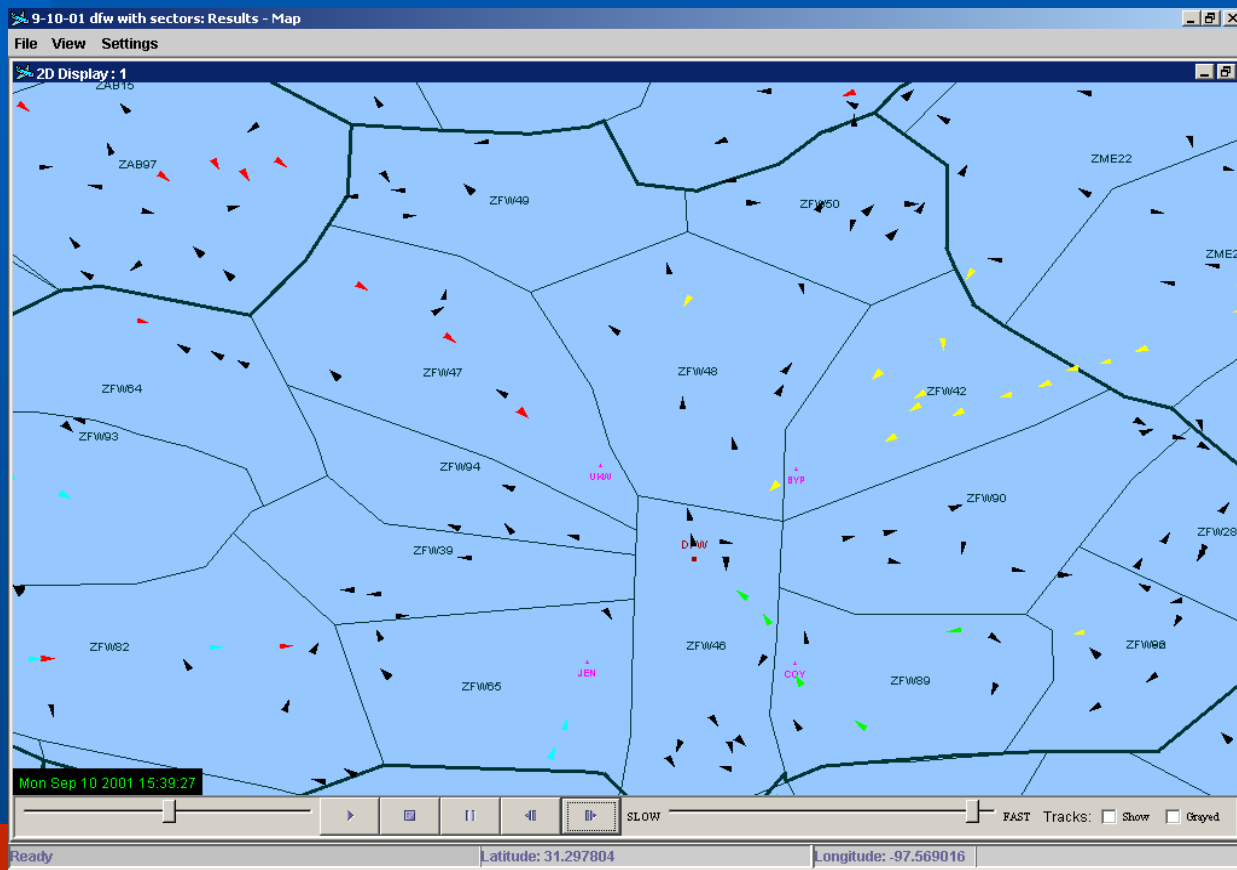 9-10-01 dfw with sectors: Results - Map
File View Settings
2D Display : 1
ZAB15
ZAB97
ZME22
ZFW49
ZFW50
ZFW64
ZFW47
ZFW48
ZFW42
ZFW93
ZFW94
UKW
BYP
ZFW90
DFW
ZFW39
ZFW28
ZFW82
ZFW46
ZFW65
JEN
COY
ZFW89
Mon Sep 10 2001 15:39:27
SLOW FAST Tracks: Show Grayed
Ready Latitude: 31.297804 Longitude: -97.569016